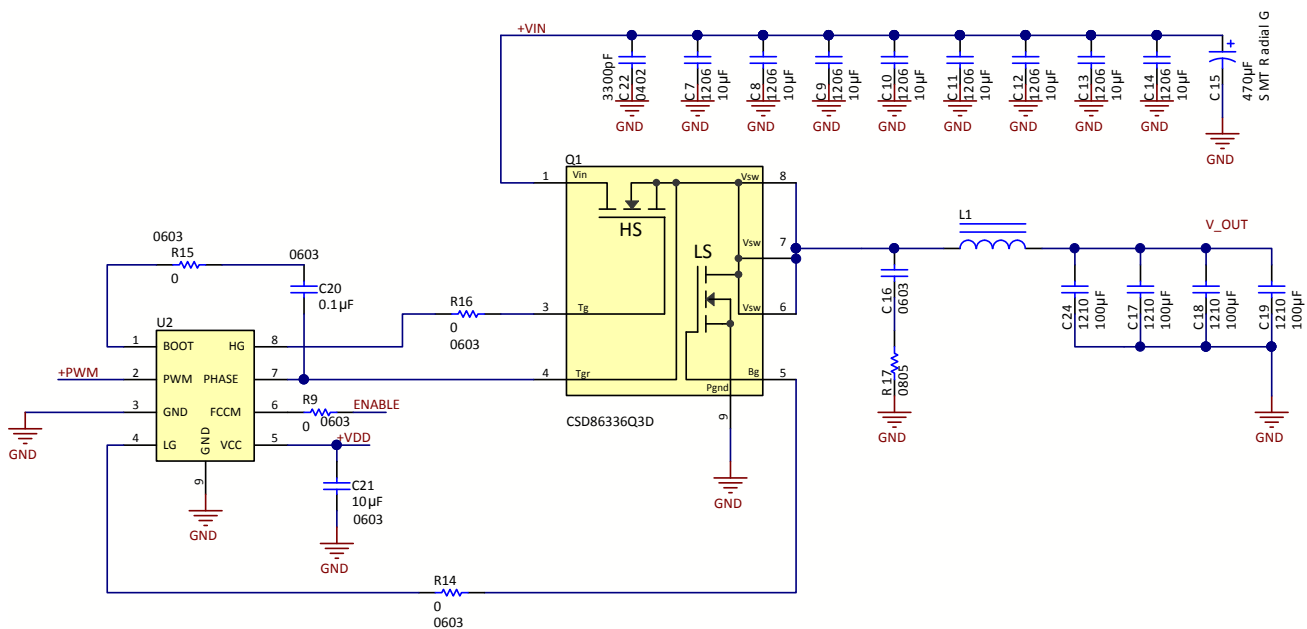 +VIN
3300pF
C22
0402
GND
C7
1206
10µF
GND
C8
1206
10µF
GND
C9
1206
10µF
GND
C10
1206
10µF
GND
C11
1206
10µF
GND
C12
1206
10µF
GND
C13
1206
10µF
GND
C14
1206
10µF
GND
C15
470µF
SMT Radial G
+
GND
Q1
1
Vin
Vsw
8
HS
LS
Vsw
7
Vsw
6
3
Tg
4
Tgr
Bg
5
Pgnd
9
CSD86336Q3D
GND
L1
V_OUT
C16
0603
R17
0805
GND
C24
1210
100µF
C17
1210
100µF
C18
1210
100µF
C19
1210
100µF
GND
0603
R15
0
0603
C20
0.1µF
R16
0
0603
U2
1
BOOT
HG
8
+PWM
2
PWM
PHASE
7
3
GND
FCCM
6
R9
0
0603
ENABLE
4
LG
GND
VCC
5
+VDD
9
GND
GND
C21
10µF
0603
GND
R14
0
0603